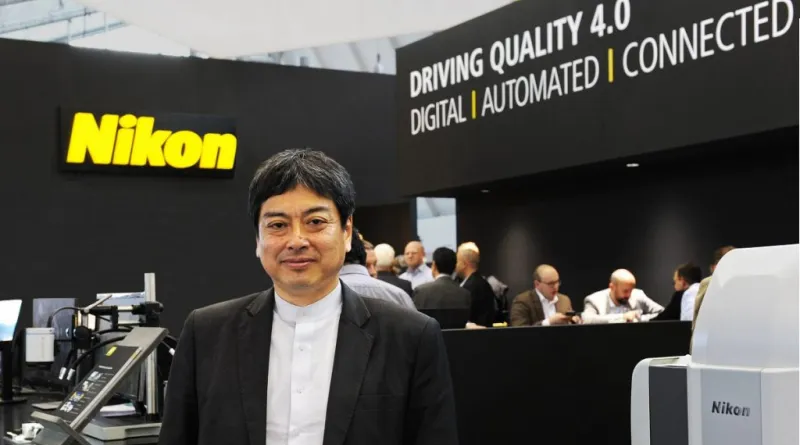 DRIVING QUALITY 4.0
DIGITAL | AUTOMATED | CONNECTED
Nikon
Nikon